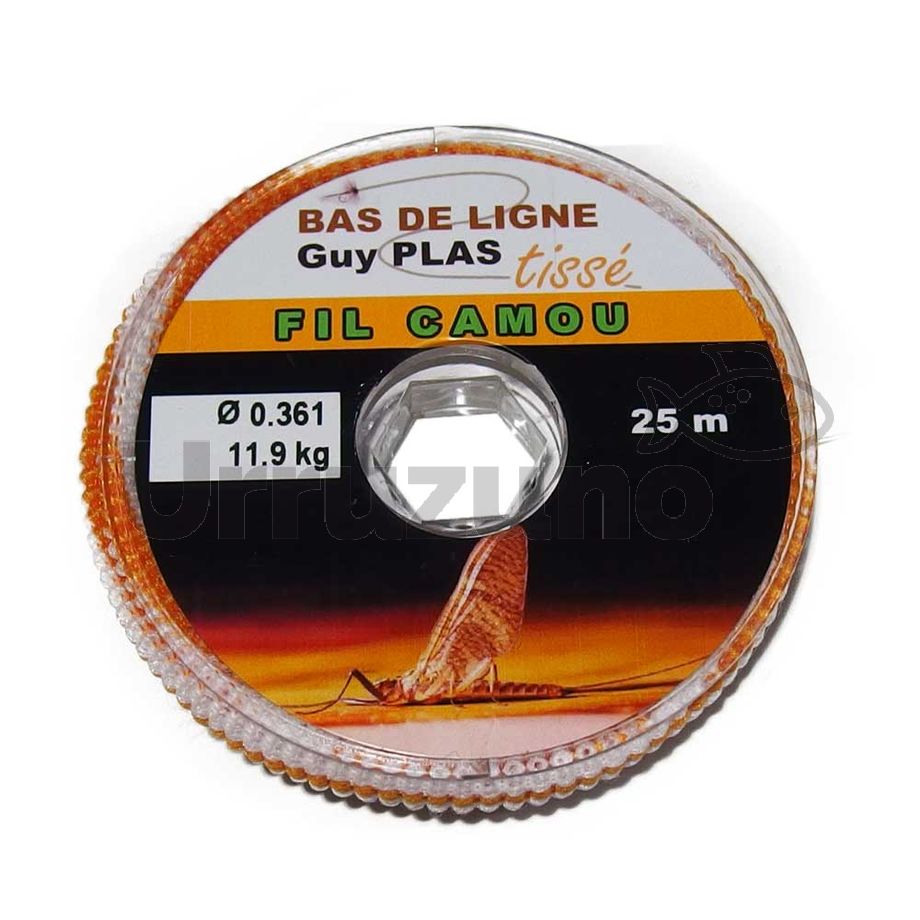 BAS DE LIGNE
Guy PLAS
tissé
FIL CAMOU
Ø 0.361
11.9 kg
25 m
Urruzuno